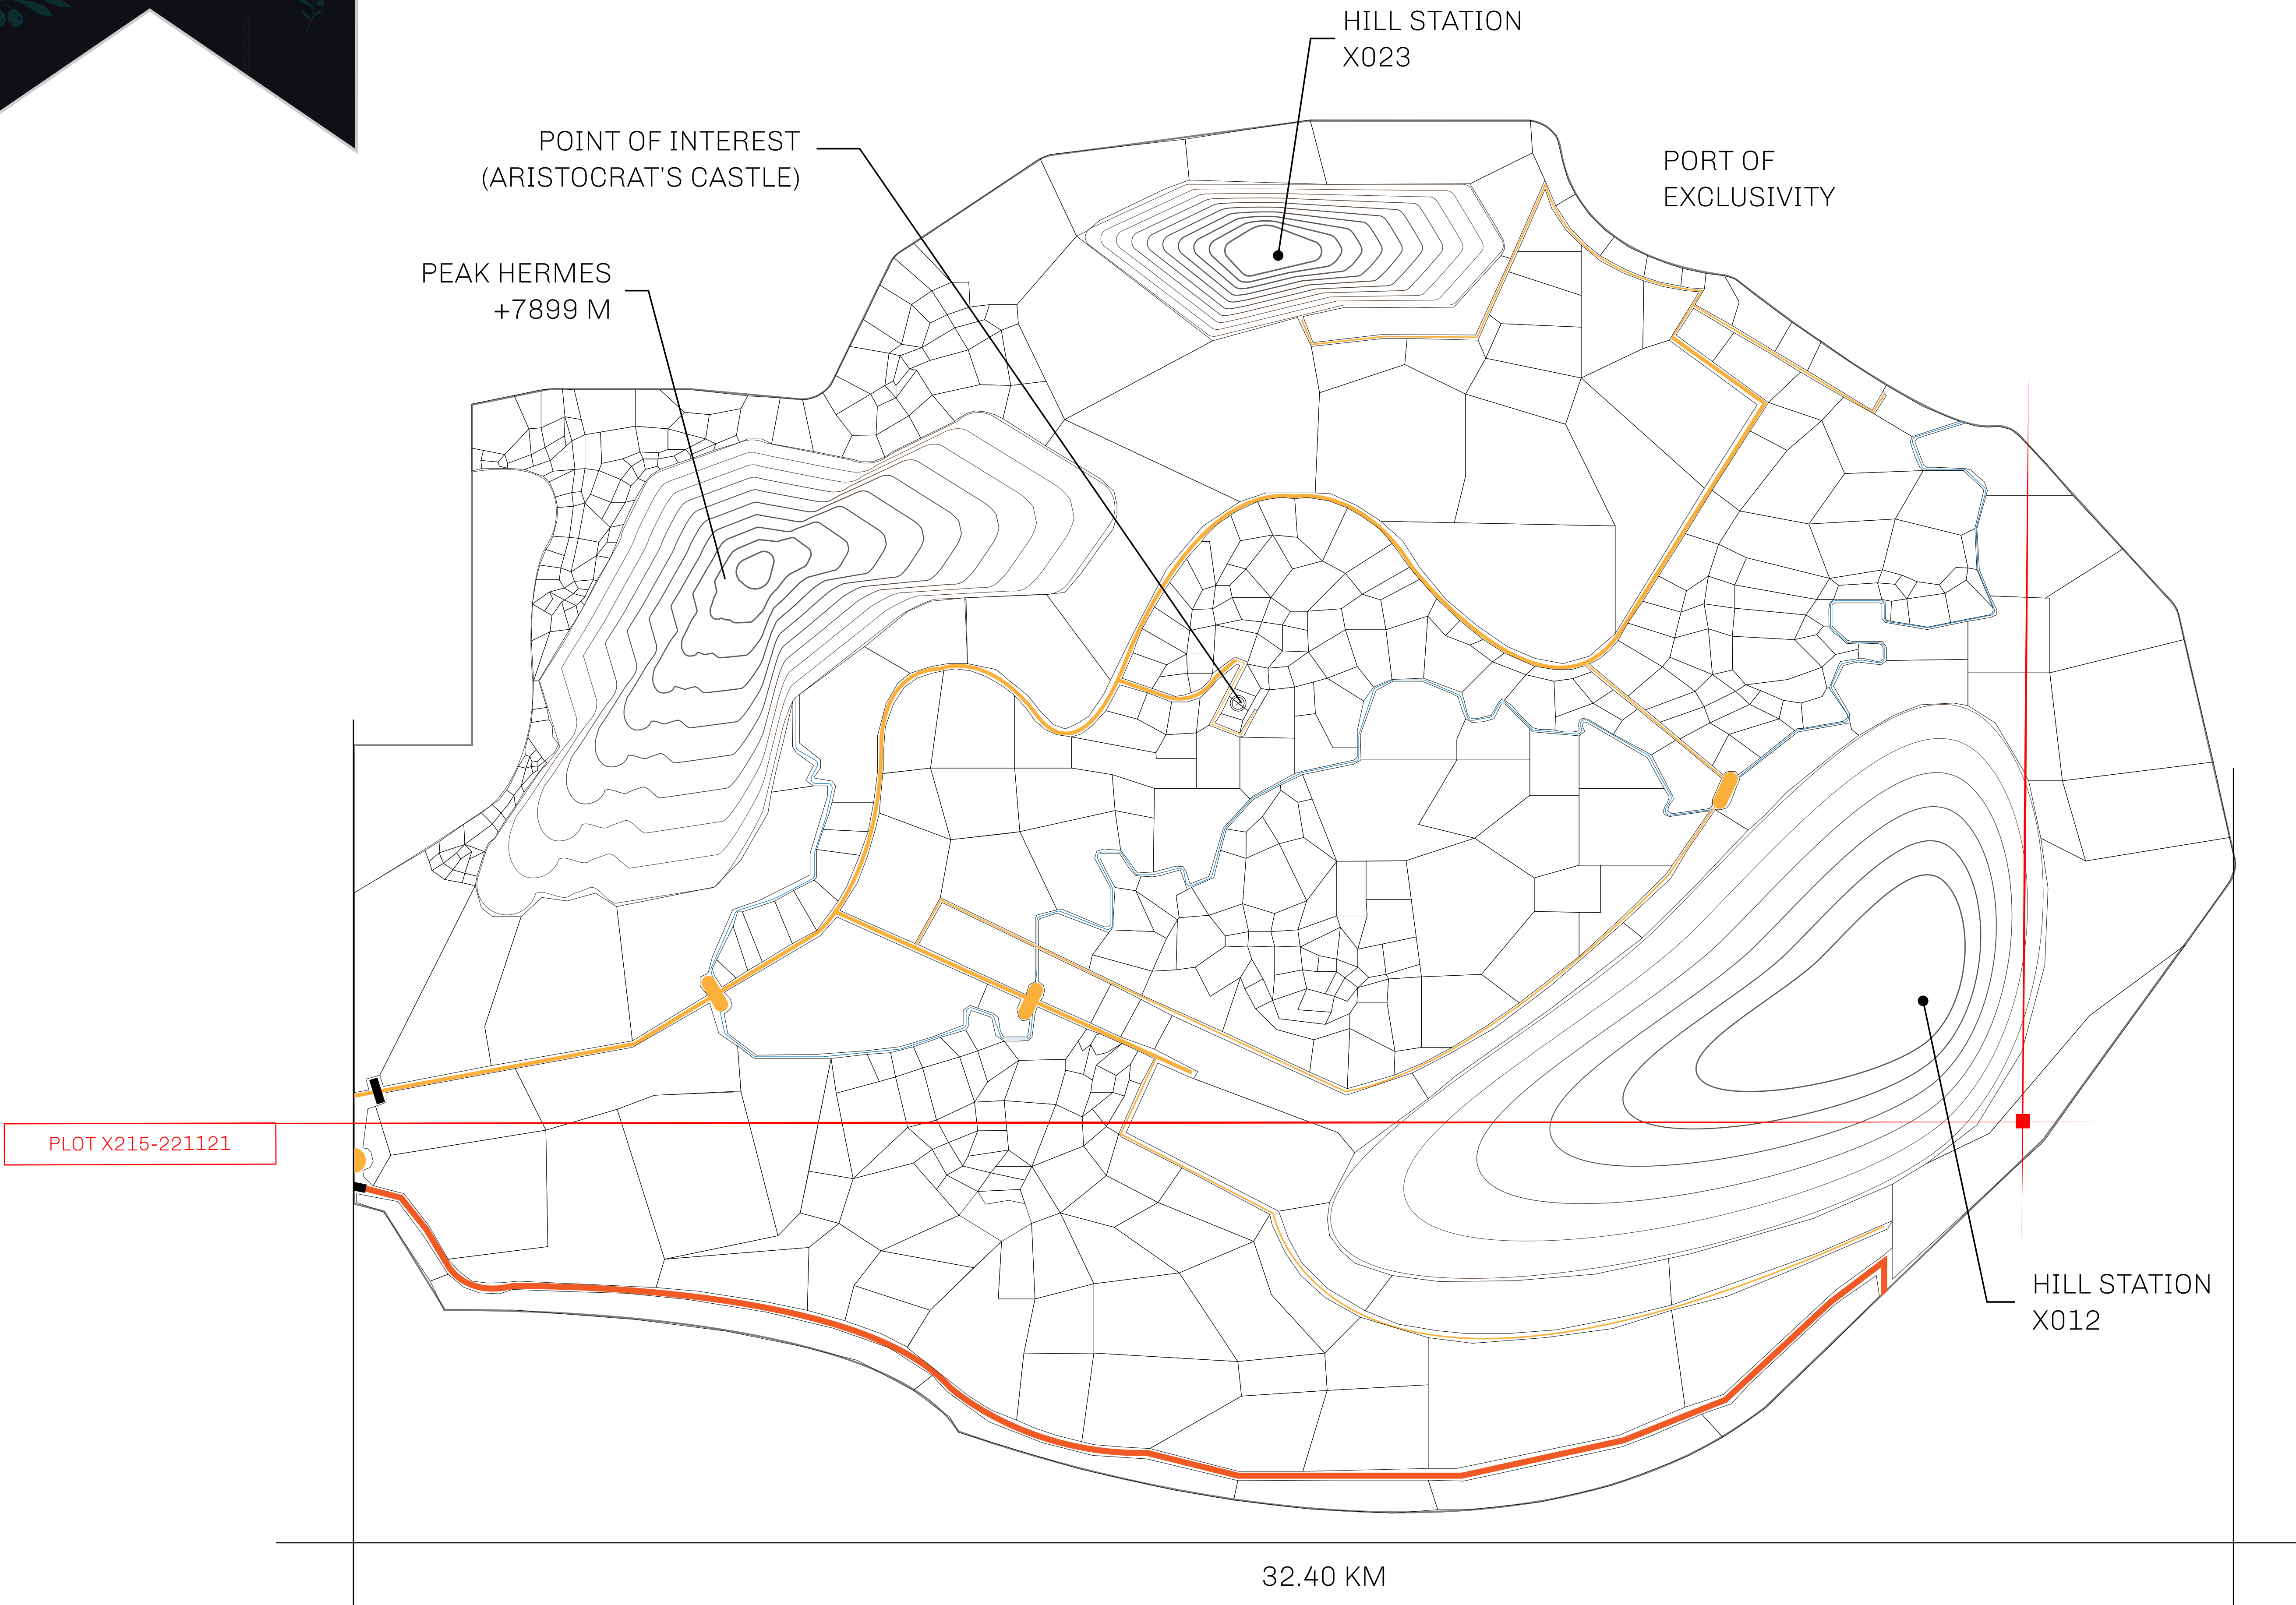 HILL STATION
X023
POINT OF INTEREST
(ARISTOCRAT'S CASTLE)
PORT OF
EXCLUSIVITY
PEAK HERMES
+7899 M
PLOT X215-221121
HILL STATION
X012
32.40 KM